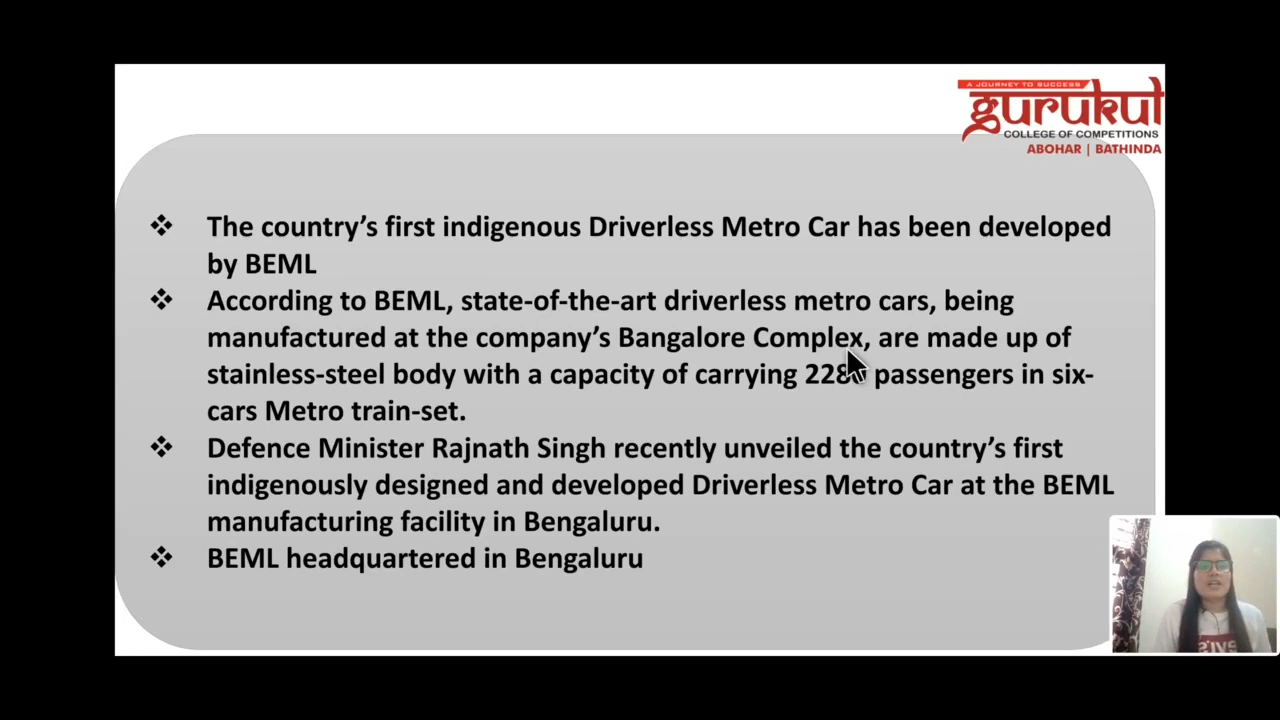 A JOURNEY TO SUCCESS
gurukul
COLLEGE OF COMPETITIONS
ABOHAR | BATHINDA
❖ The country's first indigenous Driverless Metro Car has been developed
by BEML
❖ According to BEML, state-of-the-art driverless metro cars, being
manufactured at the company's Bangalore Complex, are made up of
stainless-steel body with a capacity of carrying passengers in six-
cars Metro train-set.
❖ Defence Minister Rajnath Singh recently unveiled the country's first
indigenously designed and developed Driverless Metro Car at the BEML
manufacturing facility in Bengaluru.
❖ BEML headquartered in Bengaluru